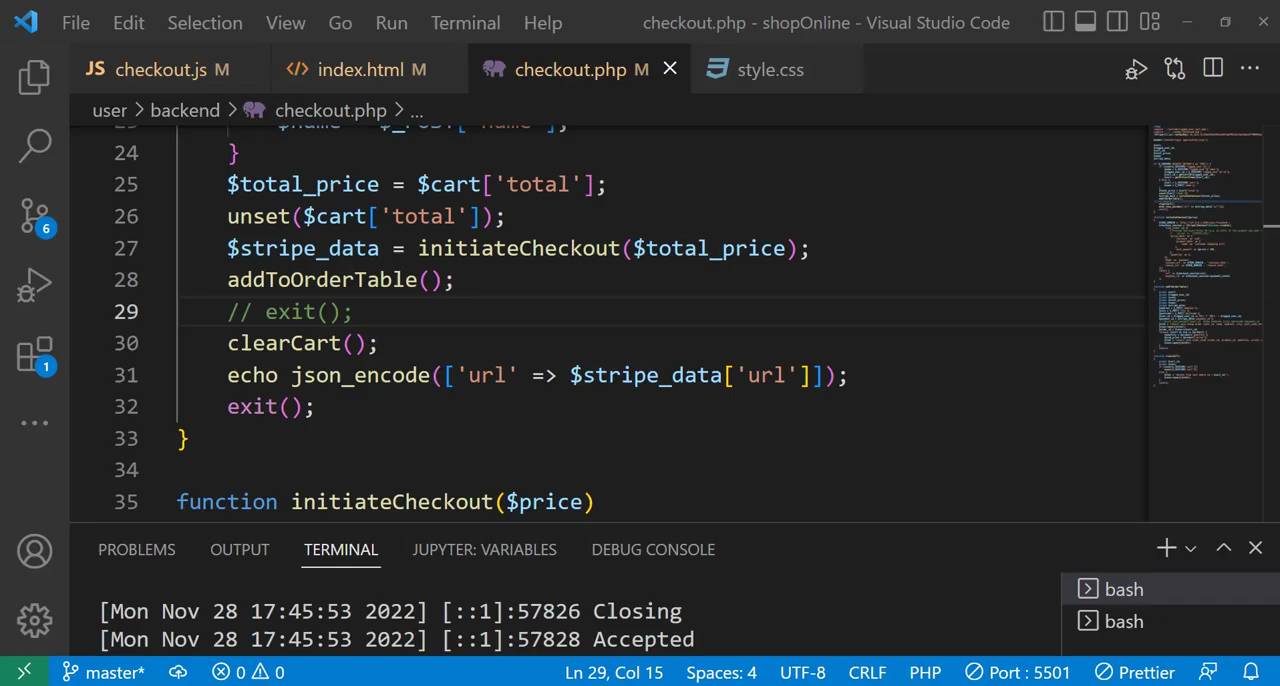 File Edit Selection View Go Run Terminal Help checkout.php - shopOnline - Visual Studio Code
JS checkout.js M index.html M checkout.php M style.css
user > backend > checkout.php > ...
24 }
25 $total_price = $cart['total'];
26 unset($cart['total']);
27 $stripe_data = initiateCheckout($total_price);
28 addToOrderTable();
29 // exit();
30 clearCart();
31 echo json_encode(['url' => $stripe_data['url']]);
32 exit();
33 }
34
35 function initiateCheckout($price)
6
1
PROBLEMS OUTPUT TERMINAL JUPYTER: VARIABLES DEBUG CONSOLE
[Mon Nov 28 17:45:53 2022] [::1]:57826 Closing
[Mon Nov 28 17:45:53 2022] [::1]:57828 Accepted
bash
bash
master* 0 0 Ln 29, Col 15 Spaces: 4 UTF-8 CRLF PHP Port : 5501 Prettier